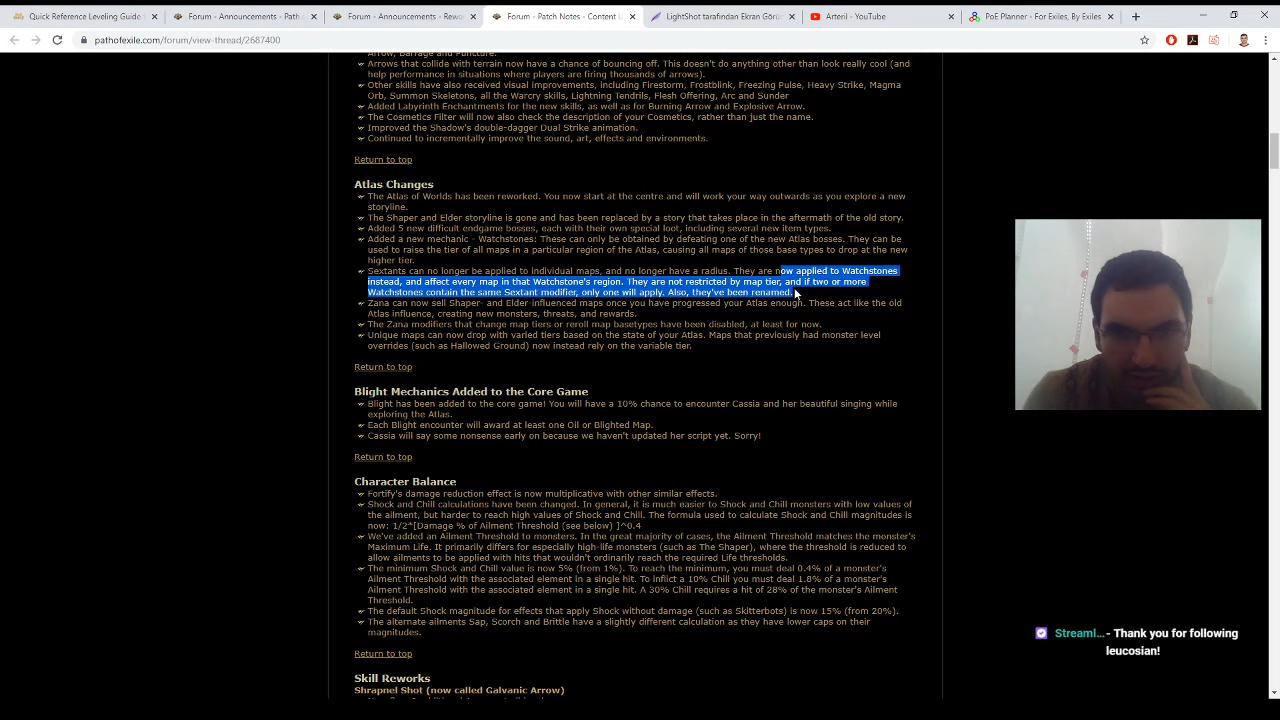 Quick Reference Leveling Guide
Forum - Announcements - Path o
Forum - Announcements - Rewo
Forum - Patch Notes - Content U
LightShot tarafından Ekran Görün
Arteril - YouTube
PoE Planner - For Exiles, By Exiles
pathofexile.com/forum/view-thread/2687400
Arrow, Barrage and Puncture.
Arrows that collide with terrain now have a chance of bouncing off. This doesn't do anything other than look really cool (and
help performance in situations where players are firing thousands of arrows).
Other skills have also received visual improvements, including Firestorm, Frostblink, Freezing Pulse, Heavy Strike, Magma
Orb, Summon Skeletons, all the Warcry skills, Lightning Tendrils, Flesh Offering, Arc and Sunder
Added Labyrinth Enchantments for the new skills, as well as for Burning Arrow and Explosive Arrow.
The Cosmetics Filter will now also check the description of your Cosmetics, rather than just the name.
Improved the Shadow's double-dagger Dual Strike animation.
Continued to incrementally improve the sound, art, effects and environments.
Return to top
Atlas Changes
The Atlas of Worlds has been reworked. You now start at the centre and will work your way outwards as you explore a new
storyline.
The Shaper and Elder storyline is gone and has been replaced by a story that takes place in the aftermath of the old story.
Added 5 new difficult endgame bosses, each with their own special loot, including several new item types.
Added a new mechanic - Watchstones: These can only be obtained by defeating one of the new Atlas bosses. They can be
used to raise the tier of all maps in a particular region of the Atlas, causing all maps of those base types to drop at the new
higher tier.
Sextants can no longer be applied to individual maps, and no longer have a radius. They are now applied to Watchstones
instead, and affect every map in that Watchstone's region. They are not restricted by map tier, and if two or more
Watchstones contain the same Sextant modifier, only one will apply. Also, they've been renamed.
Zana can now sell Shaper- and Elder-influenced maps once you have progressed your Atlas enough. These act like the old
Atlas influence, creating new monsters, threats, and rewards.
The Zana modifiers that change map tiers or reroll map basetypes have been disabled, at least for now.
Unique maps can now drop with varied tiers based on the state of your Atlas. Maps that previously had monster level
overrides (such as Hallowed Ground) now instead rely on the variable tier.
Return to top
Blight Mechanics Added to the Core Game
Blight has been added to the core game! You will have a 10% chance to encounter Cassia and her beautiful singing while
exploring the Atlas.
Each Blight encounter will award at least one Oil or Blighted Map.
Cassia will say some nonsense early on because we haven't updated her script yet. Sorry!
Return to top
Character Balance
Fortify's damage reduction effect is now multiplicative with other similar effects.
Shock and Chill calculations have been changed. In general, it is much easier to Shock and Chill monsters with low values of
the ailment, but harder to reach high values of Shock and Chill. The formula used to calculate Shock and Chill magnitudes is
now: 1/2*[Damage % of Ailment Threshold (see below) ]^0.4
We've added an Ailment Threshold to monsters. In the great majority of cases, the Ailment Threshold matches the monster's
Maximum Life. It primarily differs for especially high-life monsters (such as The Shaper), where the threshold is reduced to
allow ailments to be applied with hits that wouldn't ordinarily reach the required Life thresholds.
The minimum Shock and Chill value is now 5% (from 1%). To reach the minimum, you must deal 0.4% of a monster's
Ailment Threshold with the associated element in a single hit. To inflict a 10% Chill you must deal 1.8% of a monster's
Ailment Threshold with the associated element in a single hit. A 30% Chill requires a hit of 28% of the monster's Ailment
Threshold.
The default Shock magnitude for effects that apply Shock without damage (such as Skitterbots) is now 15% (from 20%).
The alternate ailments Sap, Scorch and Brittle have a slightly different calculation as they have lower caps on their
magnitudes.
Return to top
Skill Reworks
Shrapnel Shot (now called Galvanic Arrow)
Streaml...- Thank you for following
leucosian!